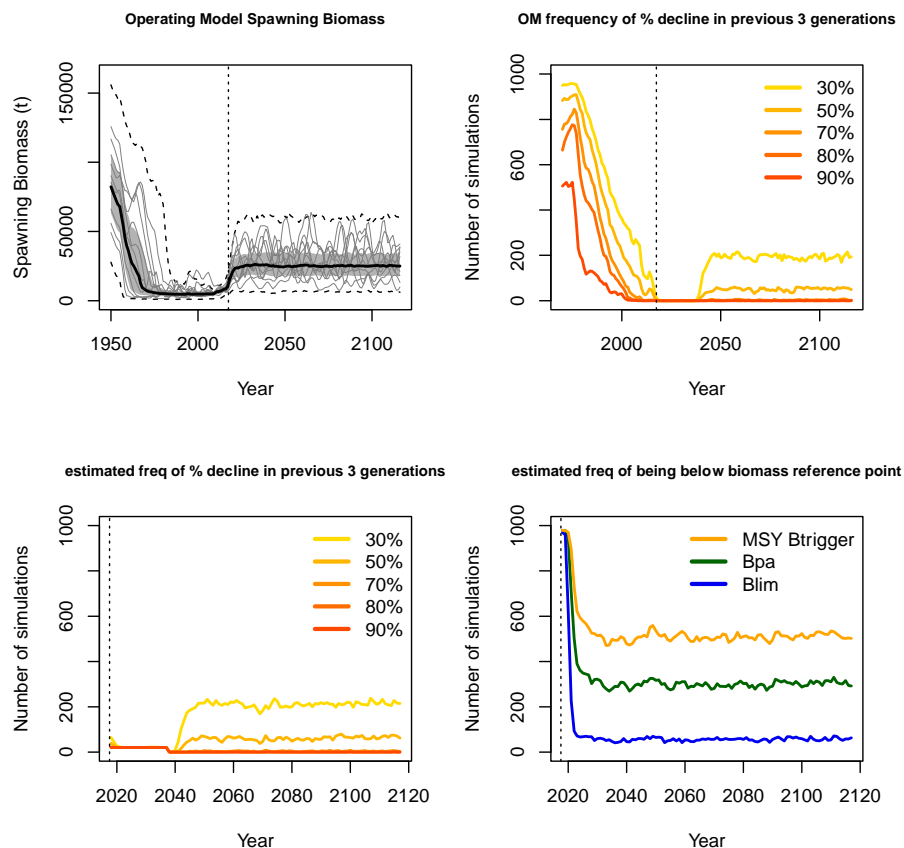 Operating Model Spawning Biomass
Spawning Biomass (t)
150000
50000
0
1950
2000
2050
2100
Year
OM frequency of % decline in previous 3 generations
Number of simulations
1000
600
200
0
2000
2050
2100
Year
30%
50%
70%
80%
90%
estimated freq of % decline in previous 3 generations
Number of simulations
1000
600
200
0
2020
2040
2060
2080
2100
2120
Year
30%
50%
70%
80%
90%
estimated freq of being below biomass reference point
Number of simulations
1000
600
200
0
2020
2040
2060
2080
2100
2120
Year
MSY Btrigger
Bpa
Blim